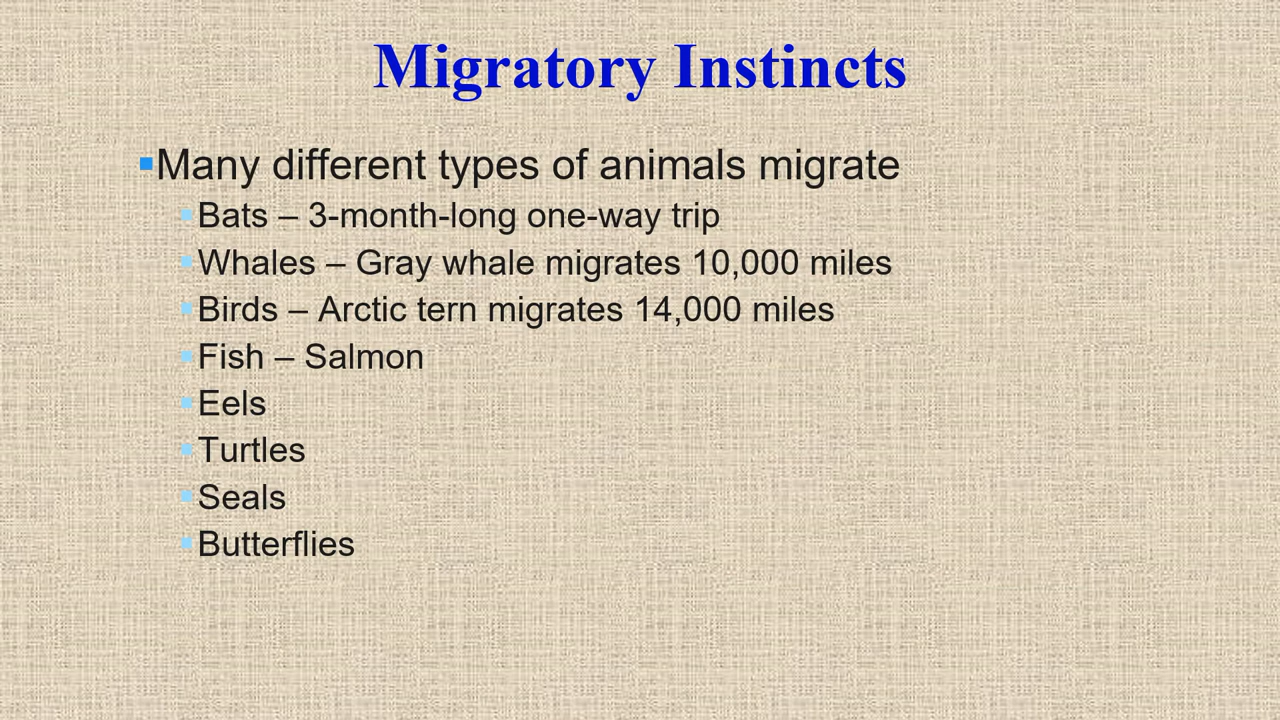 Migratory Instincts
▪Many different types of animals migrate
▪Bats – 3-month-long one-way trip
▪Whales – Gray whale migrates 10,000 miles
▪Birds – Arctic tern migrates 14,000 miles
▪Fish – Salmon
▪Eels
▪Turtles
▪Seals
▪Butterflies